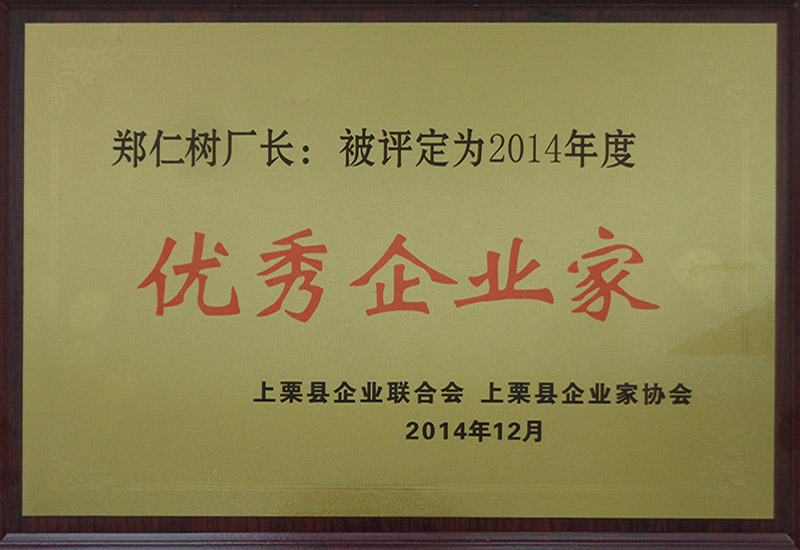 郑仁树厂长：被评定为2014年度
优秀企业家
上栗县企业联合会 上栗县企业家协会
2014年12月